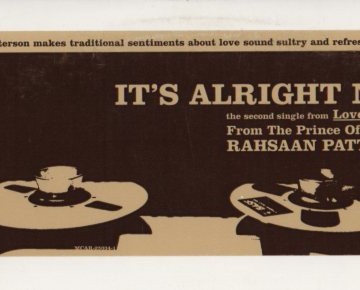 terson makes traditional sentiments about love sound sultry and refres
IT'S ALRIGHT N
the second single from Love
From The Prince Of
RAHSAAN PATT